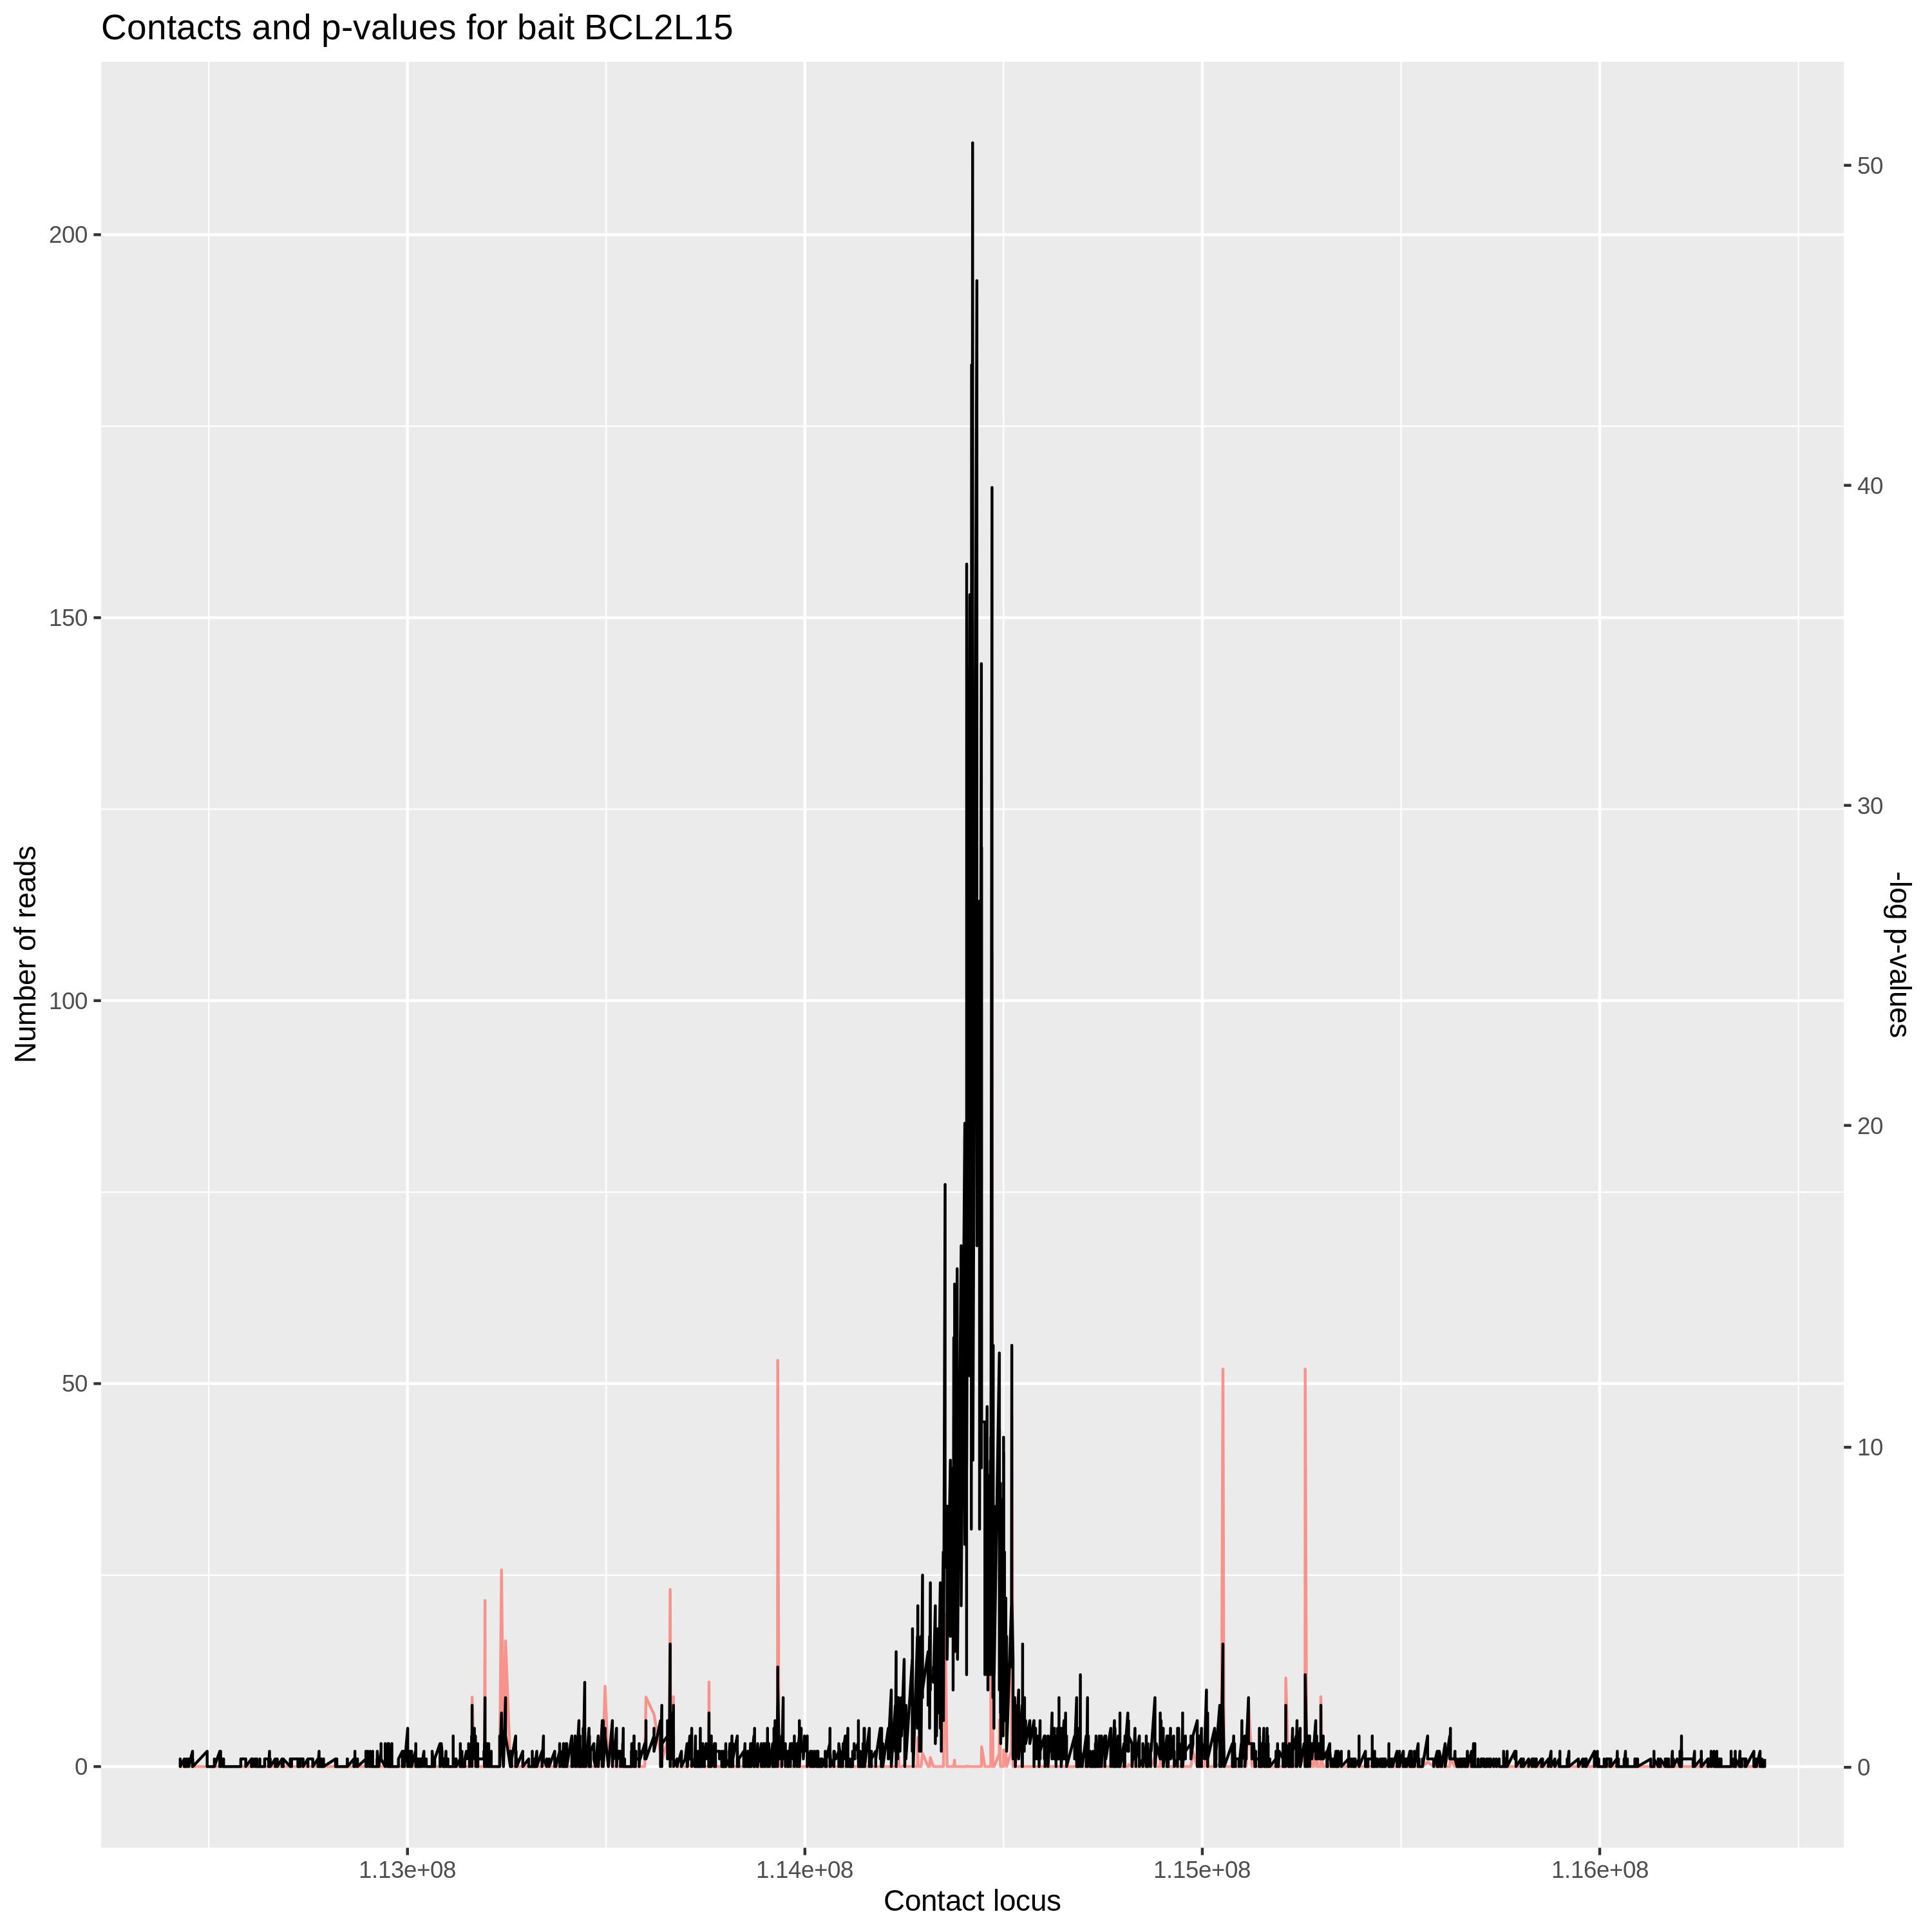 Contacts and p-values for bait BCL2L15
200
150
100
50
0
50
40
30
20
10
0
Number of reads
-log p-values
1.13e+08
1.14e+08
1.15e+08
1.16e+08
Contact locus